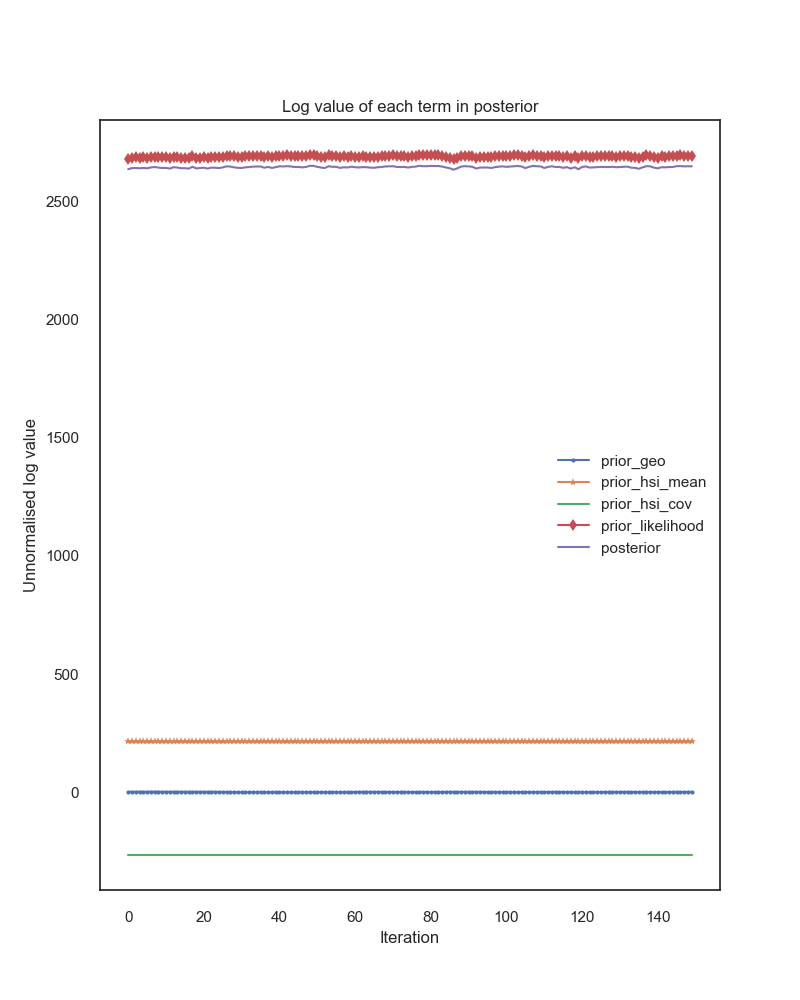 Log value of each term in posterior
Unnormalised log value
2500
2000
1500
1000
500
0
prior_geo
prior_hsi_mean
prior_hsi_cov
prior_likelihood
posterior
0 20 40 60 80 100 120 140
Iteration